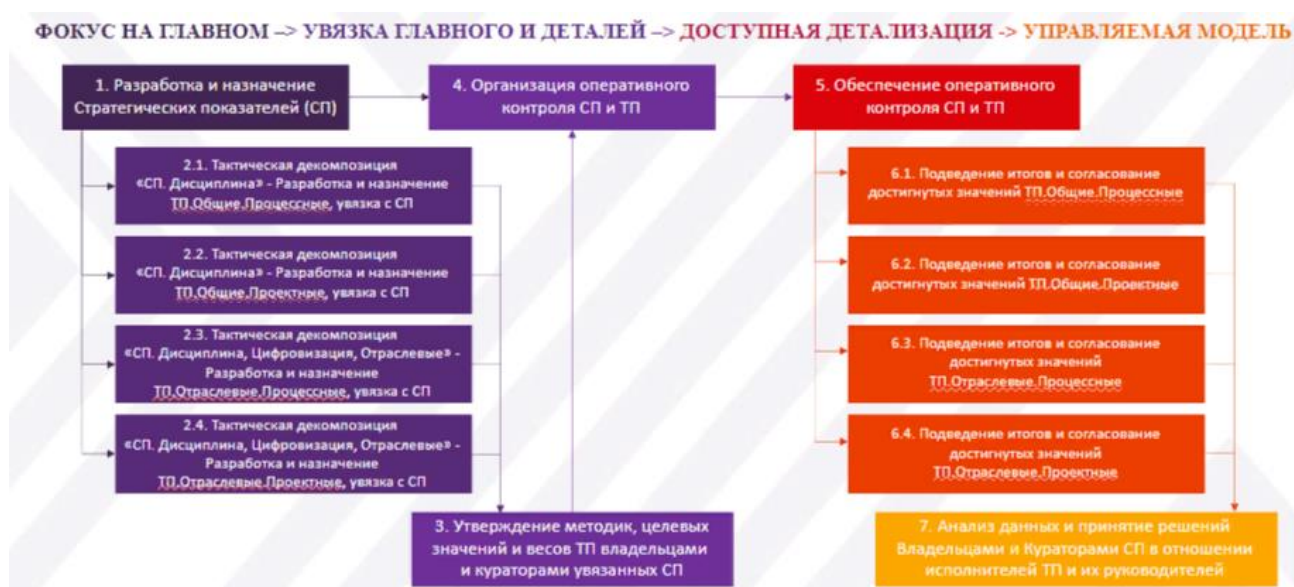 ФОКУС НА ГЛАВНОМ –> УВЯЗКА ГЛАВНОГО И ДЕТАЛЕЙ –> ДОСТУПНАЯ ДЕТАЛИЗАЦИЯ -> УПРАВЛЯЕМАЯ МОДЕЛЬ
1. Разработка и назначение
Стратегических показателей (СП)
2.1. Тактическая декомпозиция
«СП. Дисциплина» - Разработка и назначение
ТП.Общие.Процессные, увязка с СП
2.2. Тактическая декомпозиция
«СП. Дисциплина» - Разработка и назначение
ТП.Общие.Проектные, увязка с СП
2.3. Тактическая декомпозиция
«СП. Дисциплина, Цифровизация, Отраслевые» -
Разработка и назначение
ТП.Отраслевые.Процессные, увязка с СП
2.4. Тактическая декомпозиция
«СП. Дисциплина, Цифровизация, Отраслевые» -
Разработка и назначение
ТП.Отраслевые.Проектные, увязка с СП
3. Утверждение методик, целевых
значений и весов ТП владельцами
и кураторами увязанных СП
4. Организация оперативного
контроля СП и ТП
5. Обеспечение оперативного
контроля СП и ТП
6.1. Подведение итогов и согласование
достигнутых значений ТП.Общие.Процессные
6.2. Подведение итогов и согласование
достигнутых значений ТП.Общие.Проектные
6.3. Подведение итогов и согласование
достигнутых значений
ТП.Отраслевые.Процессные
6.4. Подведение итогов и согласование
достигнутых значений
ТП.Отраслевые.Проектные
7. Анализ данных и принятие решений
Владельцами и Кураторами СП в отношении
исполнителей ТП и их руководителей